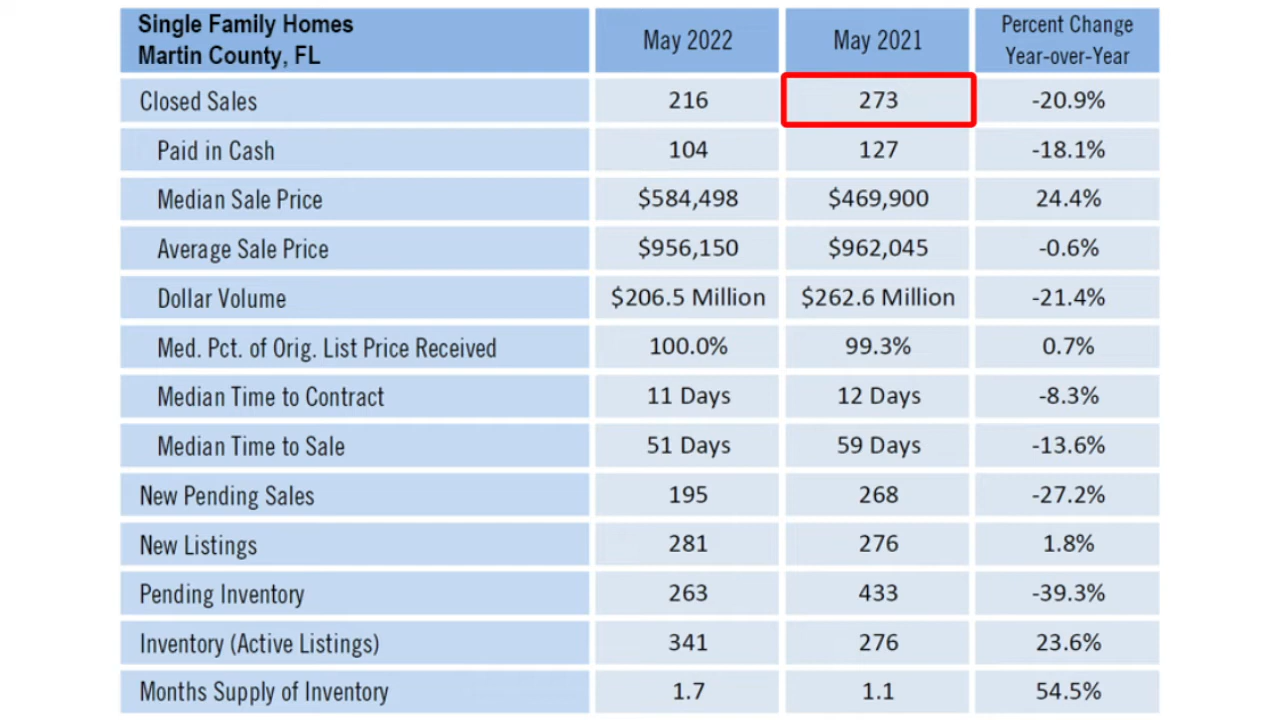 Single Family Homes
Martin County, FL
May 2022
May 2021
Percent Change
Year-over-Year
Closed Sales 216 273 -20.9%
Paid in Cash 104 127 -18.1%
Median Sale Price $584,498 $469,900 24.4%
Average Sale Price $956,150 $962,045 -0.6%
Dollar Volume $206.5 Million $262.6 Million -21.4%
Med. Pct. of Orig. List Price Received 100.0% 99.3% 0.7%
Median Time to Contract 11 Days 12 Days -8.3%
Median Time to Sale 51 Days 59 Days -13.6%
New Pending Sales 195 268 -27.2%
New Listings 281 276 1.8%
Pending Inventory 263 433 -39.3%
Inventory (Active Listings) 341 276 23.6%
Months Supply of Inventory 1.7 1.1 54.5%